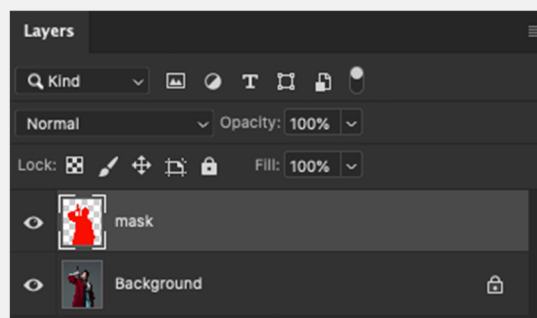 Layers
Kind
Normal Opacity: 100%
Lock: Fill: 100%
mask
Background